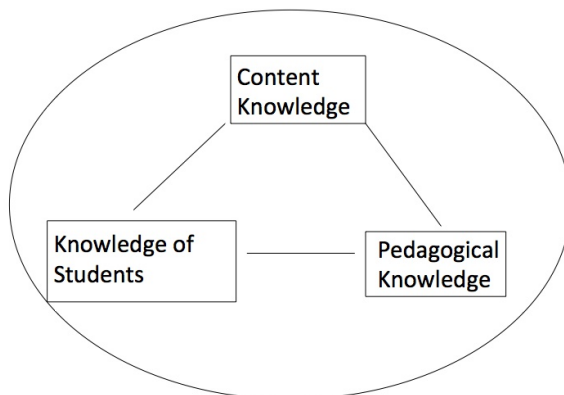 Content
Knowledge
Knowledge of
Students
Pedagogical
Knowledge